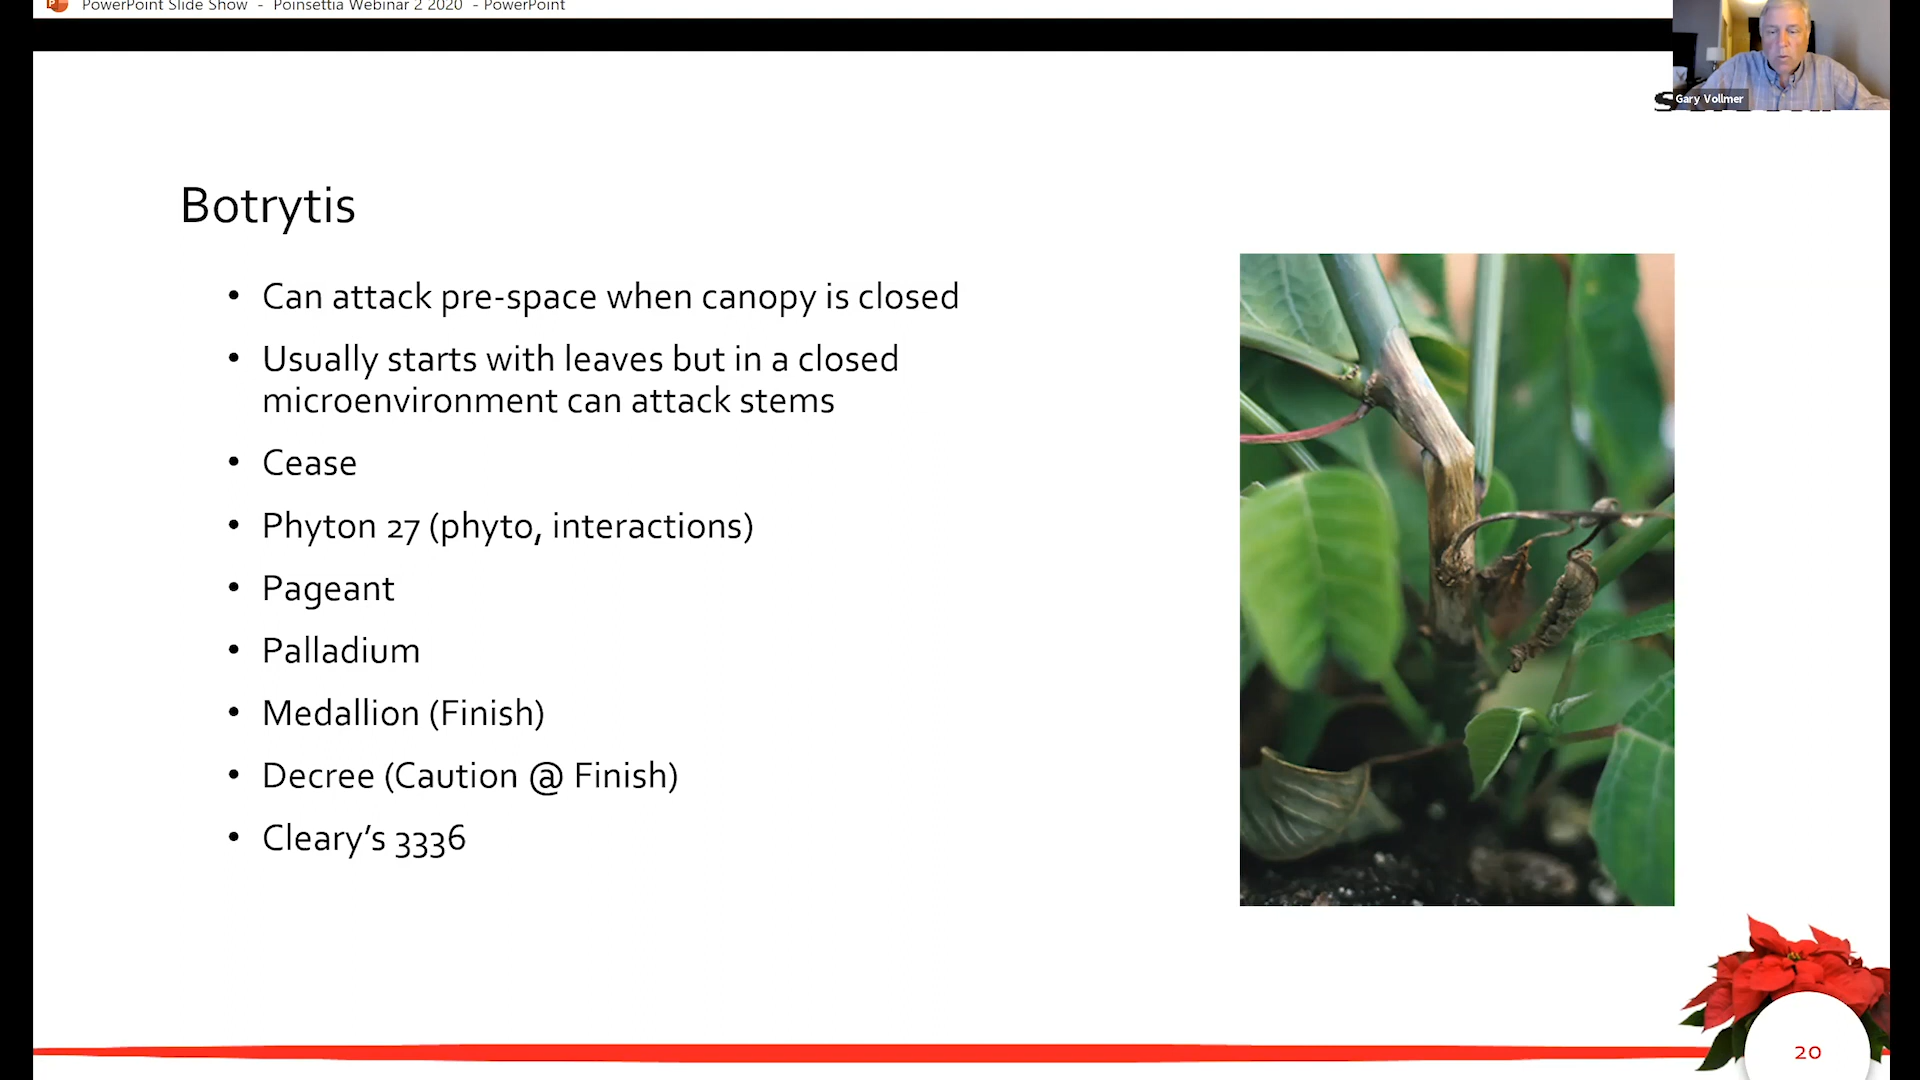 PowerPoint Slide Show - Poinsettia Webinar 2 2020 - PowerPoint
Gary Vollmer
Botrytis
• Can attack pre-space when canopy is closed
• Usually starts with leaves but in a closed
microenvironment can attack stems
• Cease
• Phyton 27 (phyto, interactions)
• Pageant
• Palladium
• Medallion (Finish)
• Decree (Caution @ Finish)
• Cleary’s 3336
20